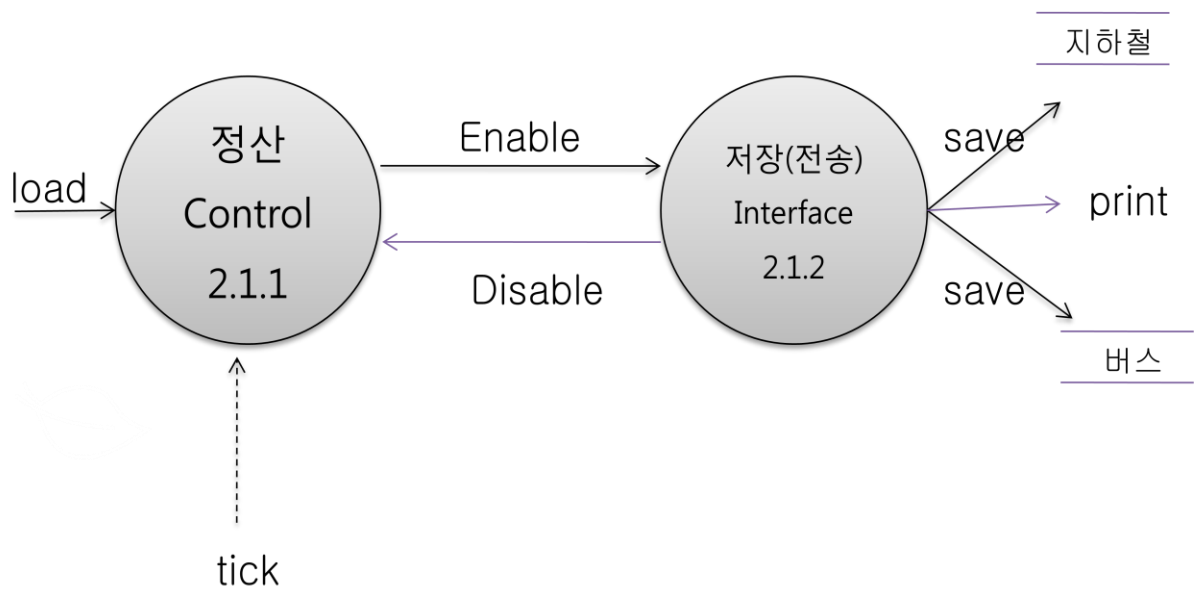 지하철
정산
Control
2.1.1
load
Enable
Disable
저장(전송)
Interface
2.1.2
save
print
save
버스
tick